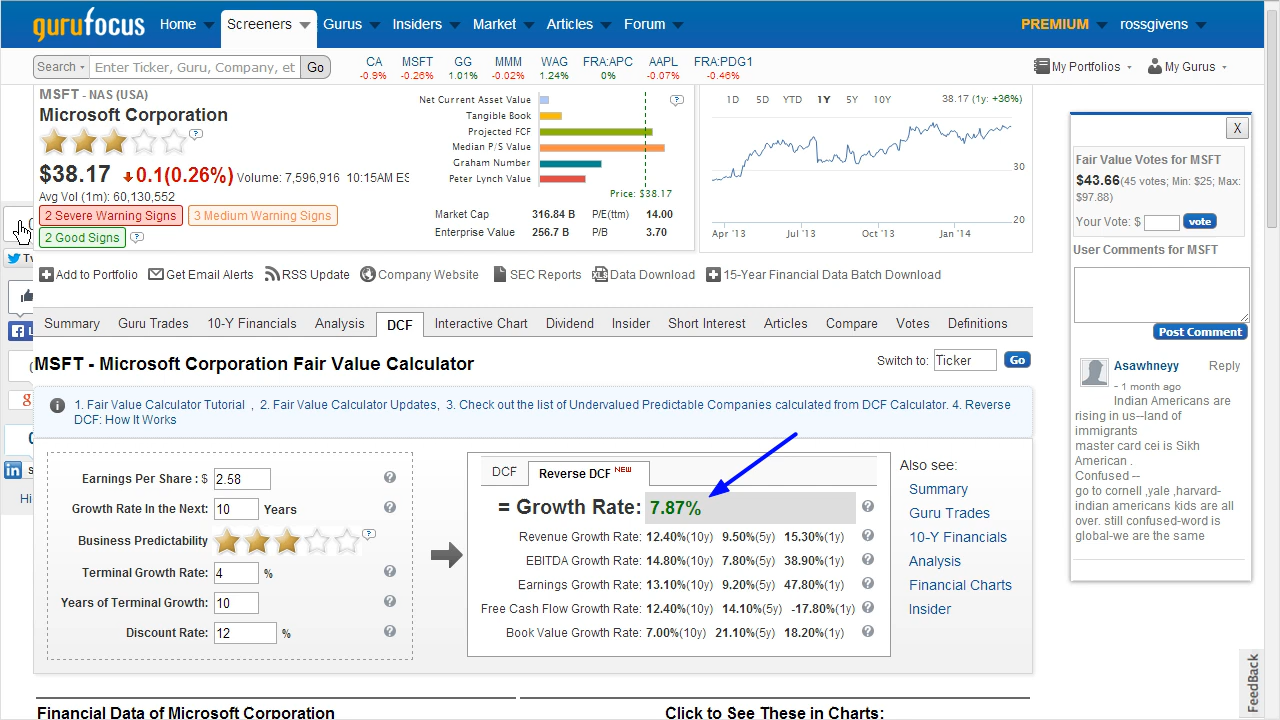 gurufocus
Home Screeners Gurus Insiders Market Articles Forum PREMIUM rossgivens
Search Enter Ticker, Guru, Company, et Go
CA MSFT GG MMM WAG FRA:APC AAPL FRA:PDG1
-0.9% -0.26% 1.01% -0.02% 1.24% 0% -0.07% -0.46%
My Portfolios My Gurus
MSFT - NAS (USA)
Microsoft Corporation
$38.17 0.1(0.26%) Volume: 7,596,916 10:15AM ES
Avg Vol (1m): 60,130,552
2 Severe Warning Signs 3 Medium Warning Signs
2 Good Signs
Net Current Asset Value
Tangible Book
Projected FCF
Median P/S Value
Graham Number
Peter Lynch Value
Price: $38.17
Market Cap 316.84 B P/E(ttm) 14.00
Enterprise Value 256.7 B P/B 3.70
1D 5D YTD 1Y 5Y 10Y 38.17 (1y: +36%)
30
20
Apr '13 Jul '13 Oct '13 Jan '14
Add to Portfolio Get Email Alerts RSS Update Company Website SEC Reports Data Download 15-Year Financial Data Batch Download
Summary Guru Trades 10-Y Financials Analysis DCF Interactive Chart Dividend Insider Short Interest Articles Compare Votes Definitions
MSFT - Microsoft Corporation Fair Value Calculator
Switch to: Ticker Go
1. Fair Value Calculator Tutorial , 2. Fair Value Calculator Updates, 3. Check out the list of Undervalued Predictable Companies calculated from DCF Calculator. 4. Reverse
DCF: How It Works
Earnings Per Share : $ 2.58
Growth Rate In the Next: 10 Years
Business Predictability
Terminal Growth Rate: 4 %
Years of Terminal Growth: 10
Discount Rate: 12 %
DCF Reverse DCF NEW
= Growth Rate: 7.87%
Revenue Growth Rate: 12.40%(10y) 9.50%(5y) 15.30%(1y)
EBITDA Growth Rate: 14.80%(10y) 7.80%(5y) 38.90%(1y)
Earnings Growth Rate: 13.10%(10y) 9.20%(5y) 47.80%(1y)
Free Cash Flow Growth Rate: 12.40%(10y) 14.10%(5y) -17.80%(1y)
Book Value Growth Rate: 7.00%(10y) 21.10%(5y) 18.20%(1y)
Also see:
Summary
Guru Trades
10-Y Financials
Analysis
Financial Charts
Insider
X
Fair Value Votes for MSFT
$43.66(45 votes; Min: $25; Max:
$97.88)
Your Vote: $ vote
User Comments for MSFT
Post Comment
Asawhneyy Reply
- 1 month ago
Indian Americans are
rising in us--land of
immigrants
master card cei is Sikh
American .
Confused --
go to cornell ,yale ,harvard-
indian americans kids are all
over. still confused-word is
global-we are the same
Tw
f L
g
in s
Hi
FeedBack
Financial Data of Microsoft Corporation
Click to See These in Charts: